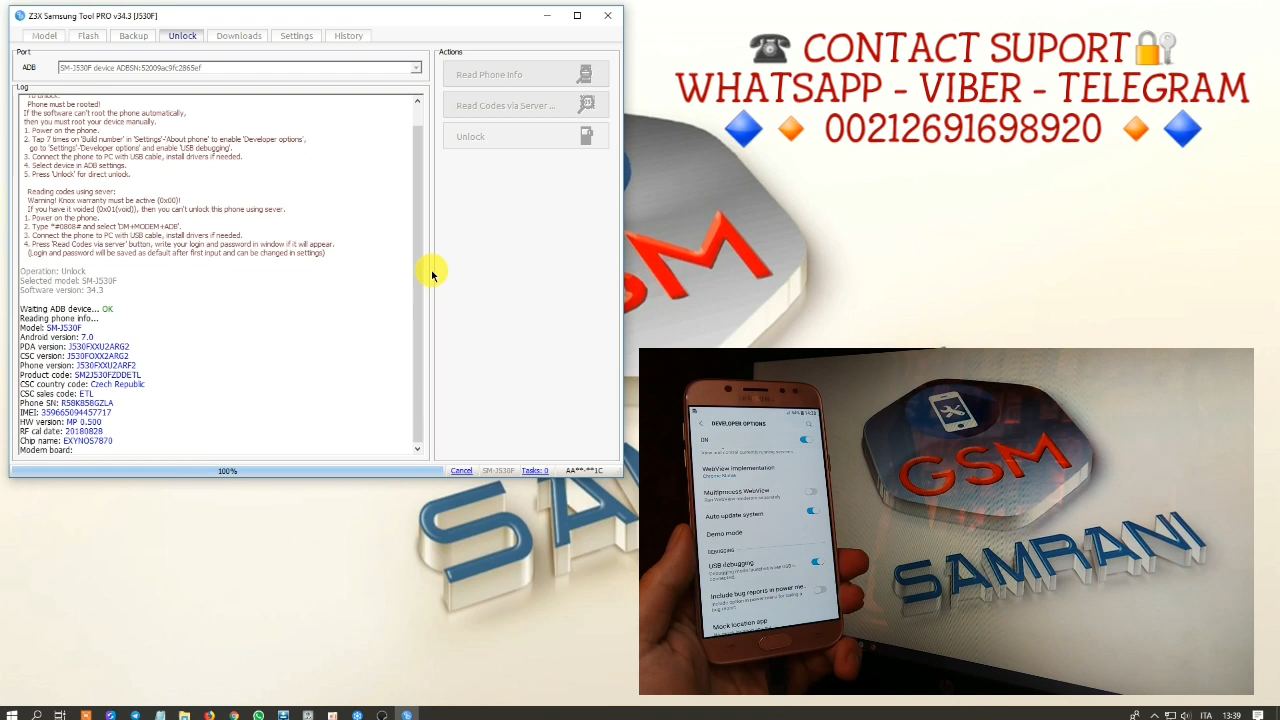 Z3X Samsung Tool PRO v34.3 [J530F]
Model Flash Backup Unlock Downloads Settings History
Port
ADB SM-J530F device ADBSN:52009ac9fc2865ef
Log
To unlock:
Phone must be rooted!
If the software can't root the phone automatically,
then you must root your device manually.
1. Power on the phone.
2. Tap 7 times on 'Build number' in 'Settings'-'About phone' to enable 'Developer options',
go to 'Settings'-'Developer options' and enable 'USB debugging'.
3. Connect the phone to PC with USB cable, install drivers if needed.
4. Select device in ADB settings.
5. Press 'Unlock' for direct unlock.
Reading codes using sever:
Warning! Knox warranty must be active (0x00)!
If you have it voided (0x01(void)), then you can't unlock this phone using sever.
1. Power on the phone.
2. Type *#0808# and select 'DM+MODEM+ADB'.
3. Connect the phone to PC with USB cable, install drivers if needed.
4. Press 'Read Codes via server' button, write your login and password in window if it will appear.
(Login and password will be saved as default after first input and can be changed in settings)
Operation: Unlock
Selected model: SM-J530F
Software version: 34.3
Waiting ADB device... OK
Reading phone info...
Model: SM-J530F
Android version: 7.0
PDA version: J530FXXU2ARG2
CSC version: J530FOXX2ARG2
Phone version: J530FXXU2ARF2
Product code: SM2J530FZDDETL
CSC country code: Czech Republic
CSC sales code: ETL
Phone SN: R58K858GZLA
IMEI: 359665094457717
HW version: MP 0.500
RF cal date: 20180828
Chip name: EXYNOS7870
Modem board:
100% Cancel SM-J530F Tasks: 0 AA**-**1C
Actions
Read Phone Info
Read Codes via Server ...
Unlock
CONTACT SUPORT
WHATSAPP - VIBER - TELEGRAM
00212691698920
SM
SA
DEVELOPER OPTIONS
ON
WebView implementation
Chrome Stable
Multiprocess WebView
Run WebView renderers separately
Auto update system
Demo mode
DEBUGGING
USB debugging
Include bug reports in power me...
Mock location app
GSM
SAMRANI
ITA 13:39